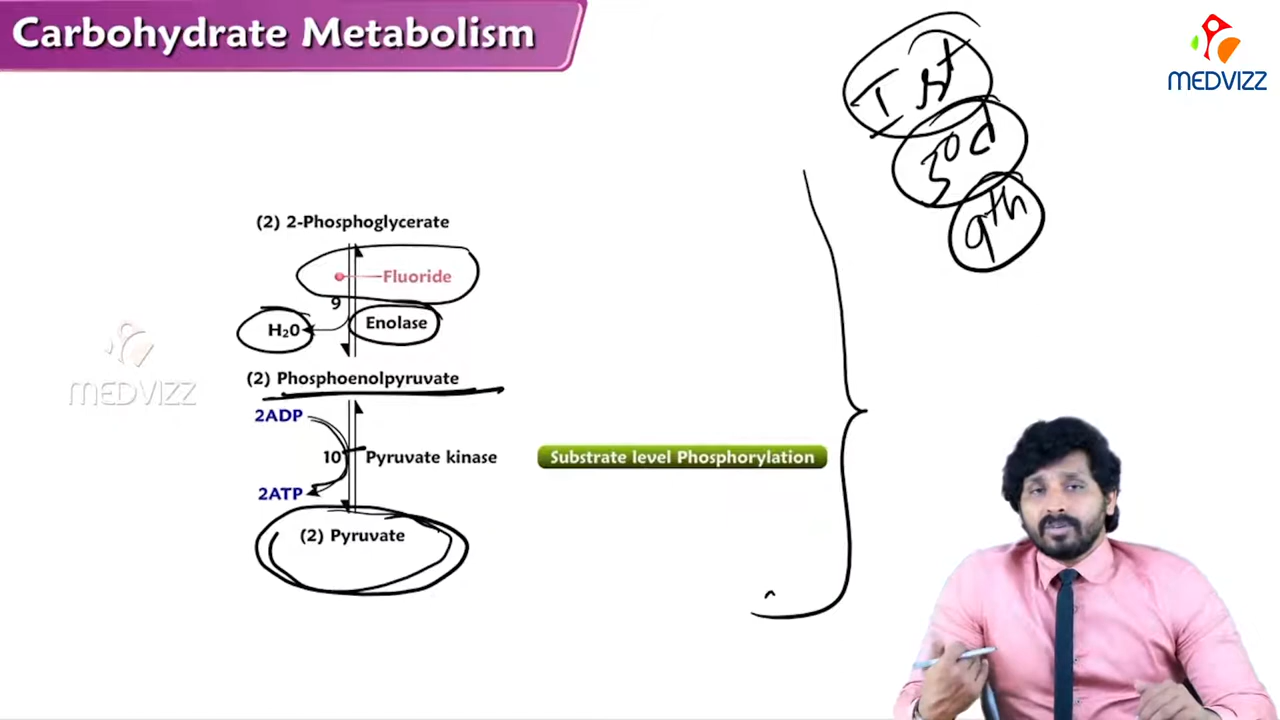 Carbohydrate Metabolism
MEDVIZZ
Ist
3rd
9th
(2) 2-Phosphoglycerate
Fluoride
9
H₂0
Enolase
MEDVIZZ
(2) Phosphoenolpyruvate
2ADP
10
Pyruvate kinase
Substrate level Phosphorylation
2ATP
(2) Pyruvate